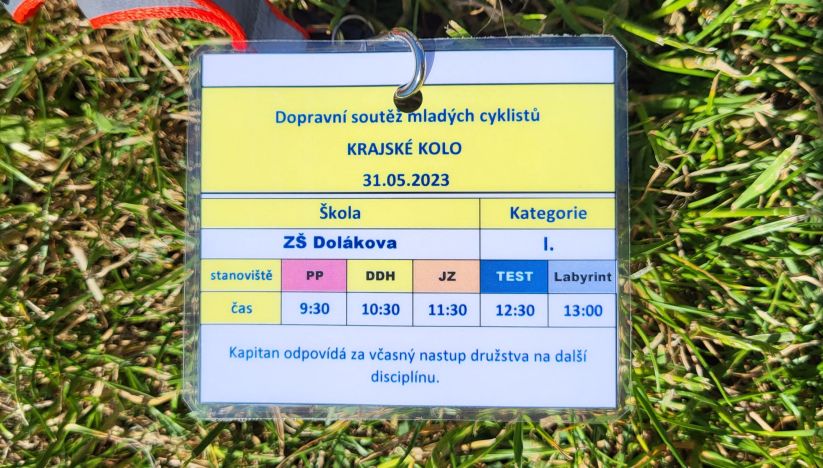 Dopravní soutěž mladých cyklistů
KRAJSKÉ KOLO
31.05.2023
Škola Kategorie
ZŠ Dolákova I.
stanoviště PP DDH JZ TEST Labyrint
čas 9:30 10:30 11:30 12:30 13:00
Kapitan odpovídá za včasný nastup družstva na další
disciplínu.